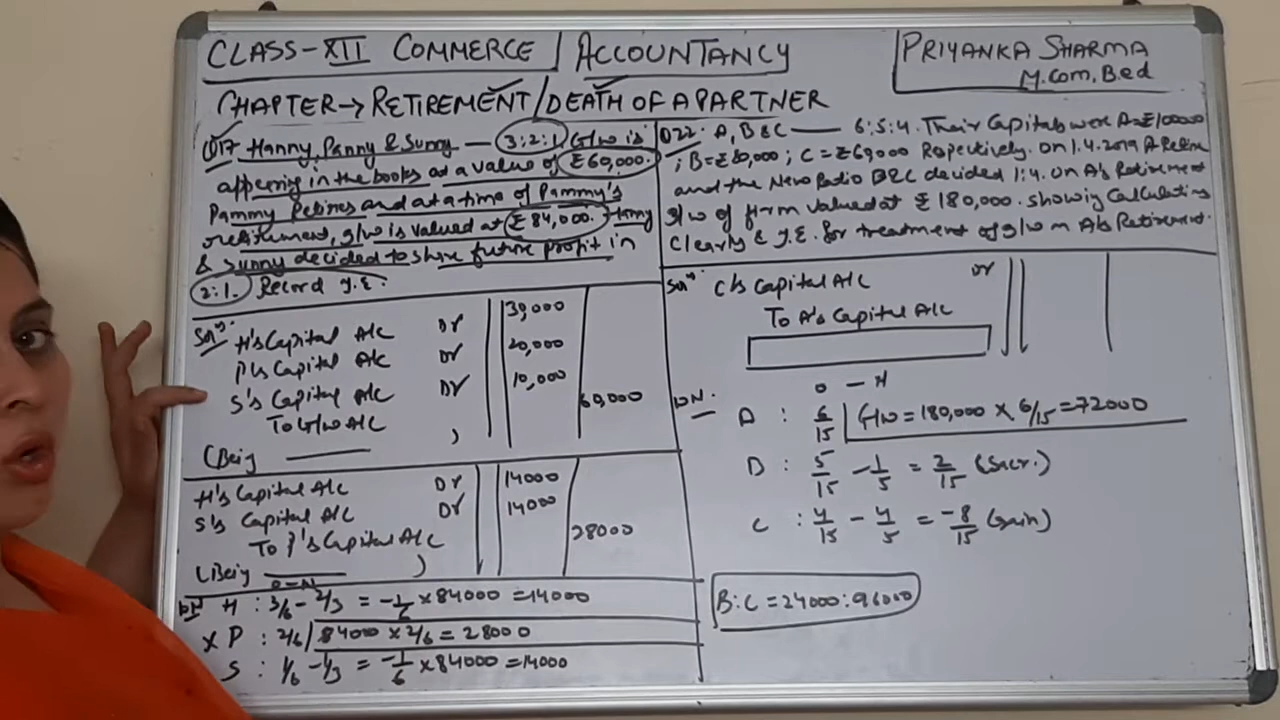 CLASS-XII COMMERCE / ACCOUNTANCY
PRIYANKA SHARMA
M.Com, B.ed
CHAPTER → RETIREMENT / DEATH OF A PARTNER
Q17 Hanny, Panny & Sunny — 3:2:1 G/w is
appering in the books at a value of ₹60,000.
Pammy Retires and at a time of Pammy's
retirement, g/w is valued at ₹ 84,000.
& Sunny decided to share future profit in
2:1. Record J.E.
Soln:
H's Capital A/c Dr 30,000
P's Capital A/c Dr 20,000
S's Capital A/c Dr 10,000
To G/w A/c 60,000
(Being ——— )
H's Capital A/c Dr 14000
S's Capital A/c Dr 14000
To P's Capital A/c 28000
(Being ——— )
O - N
WN H : 3/6 - 2/3 = -1/6 × 84000 = 14000
X P : 2/6 84000 × 2/6 = 28000
S : 1/6 - 1/3 = -1/6 × 84000 = 14000
Q22. A, B & C —— 6:5:4. Their Capitals were A=₹100000
; B=₹80,000 ; C=₹69000 Respectively. On 1.4.2019 A Retire
and the New Ratio B&C decided 1:4. On A's Retirement
g/w of firm valued at ₹ 180,000. showing Calculating
Clearly & J.E. for treatment of g/w on A's Retirement.
Soln: C's Capital A/c Dr
To A's Capital A/c
O — N
WN. A : 6/15 G/W = 180,000 × 6/15 = 72000
B : 5/15 - 1/5 = 2/15 (Sacr.)
C : 4/15 - 4/5 = -8/15 (gain)
B:C = 24000:96000